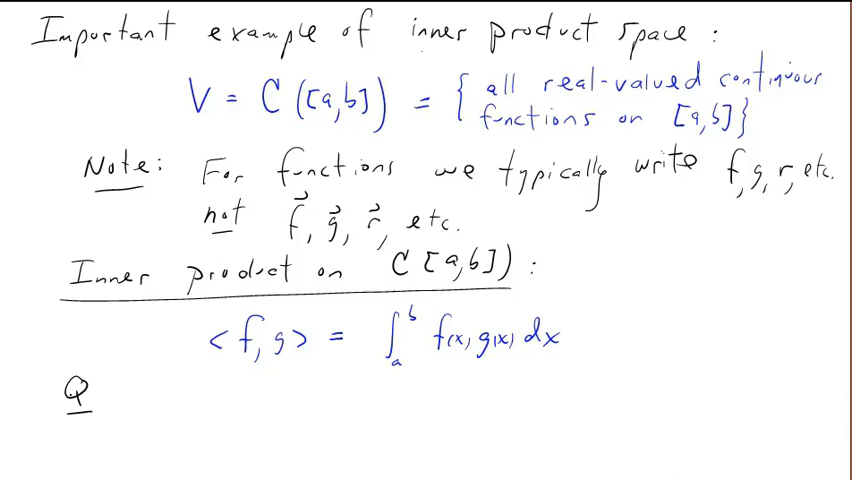 Important example of inner product space :
V = C([a,b]) = { all real-valued continuous
functions on [a,b]}
Note: For functions we typically write f, g, r, etc.
not f⃗, g⃗, r⃗, etc.
Inner product on C[a,b]) :
<f, g> = ∫_a^b f(x) g(x) dx
Q